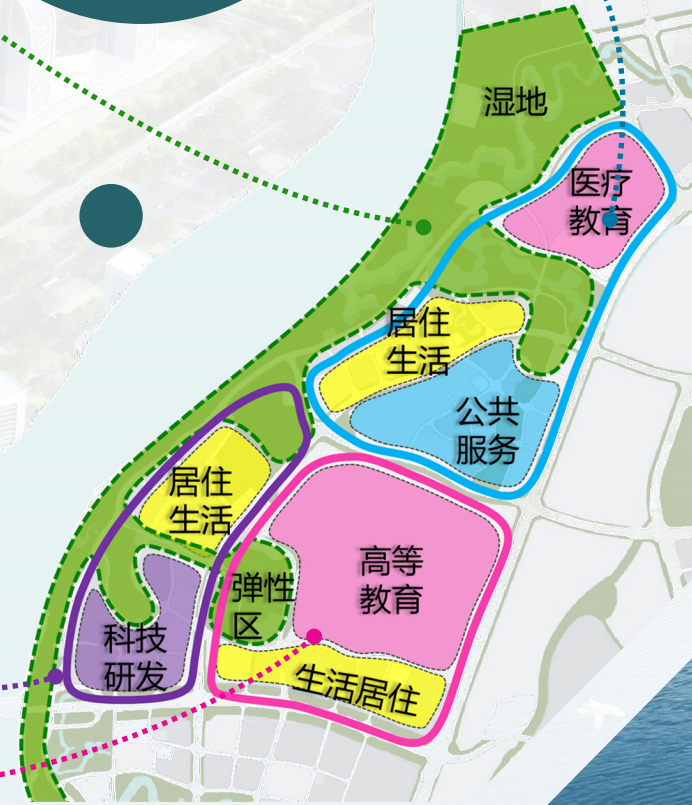 湿地
医疗
教育
居住
生活
公共
服务
居住
生活
高等
教育
弹性
区
科技
研发
生活居住